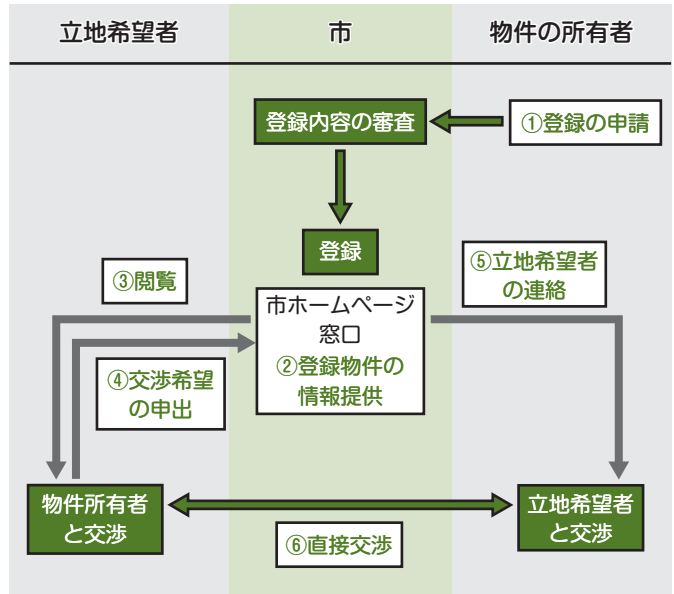 立地希望者
市
物件の所有者
登録内容の審査
①登録の申請
登録
⑤立地希望者
の連絡
③閲覧
市ホームページ
窓口
②登録物件の
情報提供
④交渉希望
の申出
物件所有者
と交渉
立地希望者
と交渉
⑥直接交渉